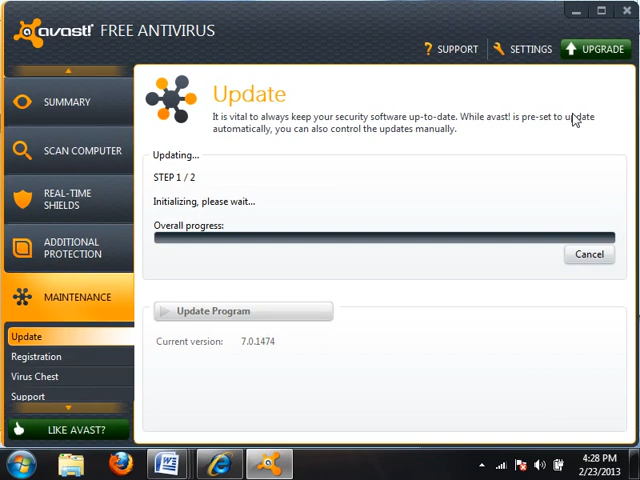 avast! FREE ANTIVIRUS
SUPPORT
SETTINGS
UPGRADE
SUMMARY
SCAN COMPUTER
REAL-TIME
SHIELDS
ADDITIONAL
PROTECTION
MAINTENANCE
Update
Registration
Virus Chest
Support
LIKE AVAST?
Update
It is vital to always keep your security software up-to-date. While avast! is pre-set to update
automatically, you can also control the updates manually.
Updating...
STEP 1 / 2
Initializing, please wait...
Overall progress:
Cancel
Update Program
Current version: 7.0.1474
4:28 PM
2/23/2013